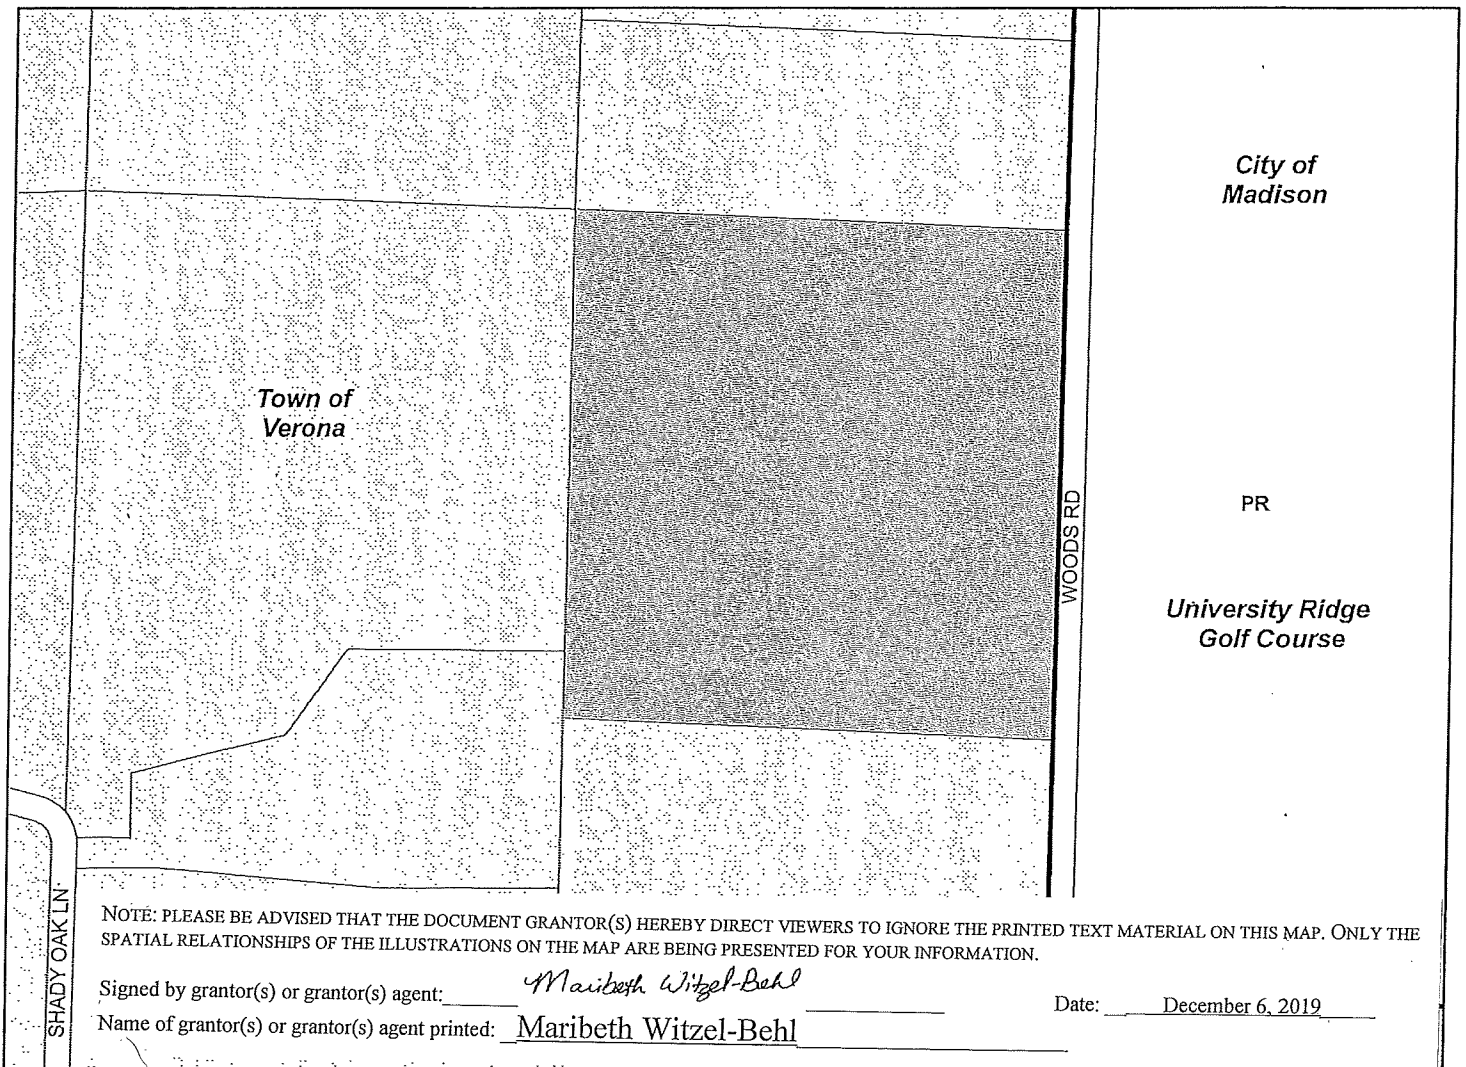 City of
Madison
Town of
Verona
WOODS RD
PR
University Ridge
Golf Course
SHADY OAK LN
NOTE: PLEASE BE ADVISED THAT THE DOCUMENT GRANTOR(S) HEREBY DIRECT VIEWERS TO IGNORE THE PRINTED TEXT MATERIAL ON THIS MAP. ONLY THE
SPATIAL RELATIONSHIPS OF THE ILLUSTRATIONS ON THE MAP ARE BEING PRESENTED FOR YOUR INFORMATION.
Signed by grantor(s) or grantor(s) agent: Maribeth Witzel-Behl Date: December 6, 2019
Name of grantor(s) or grantor(s) agent printed: Maribeth Witzel-Behl